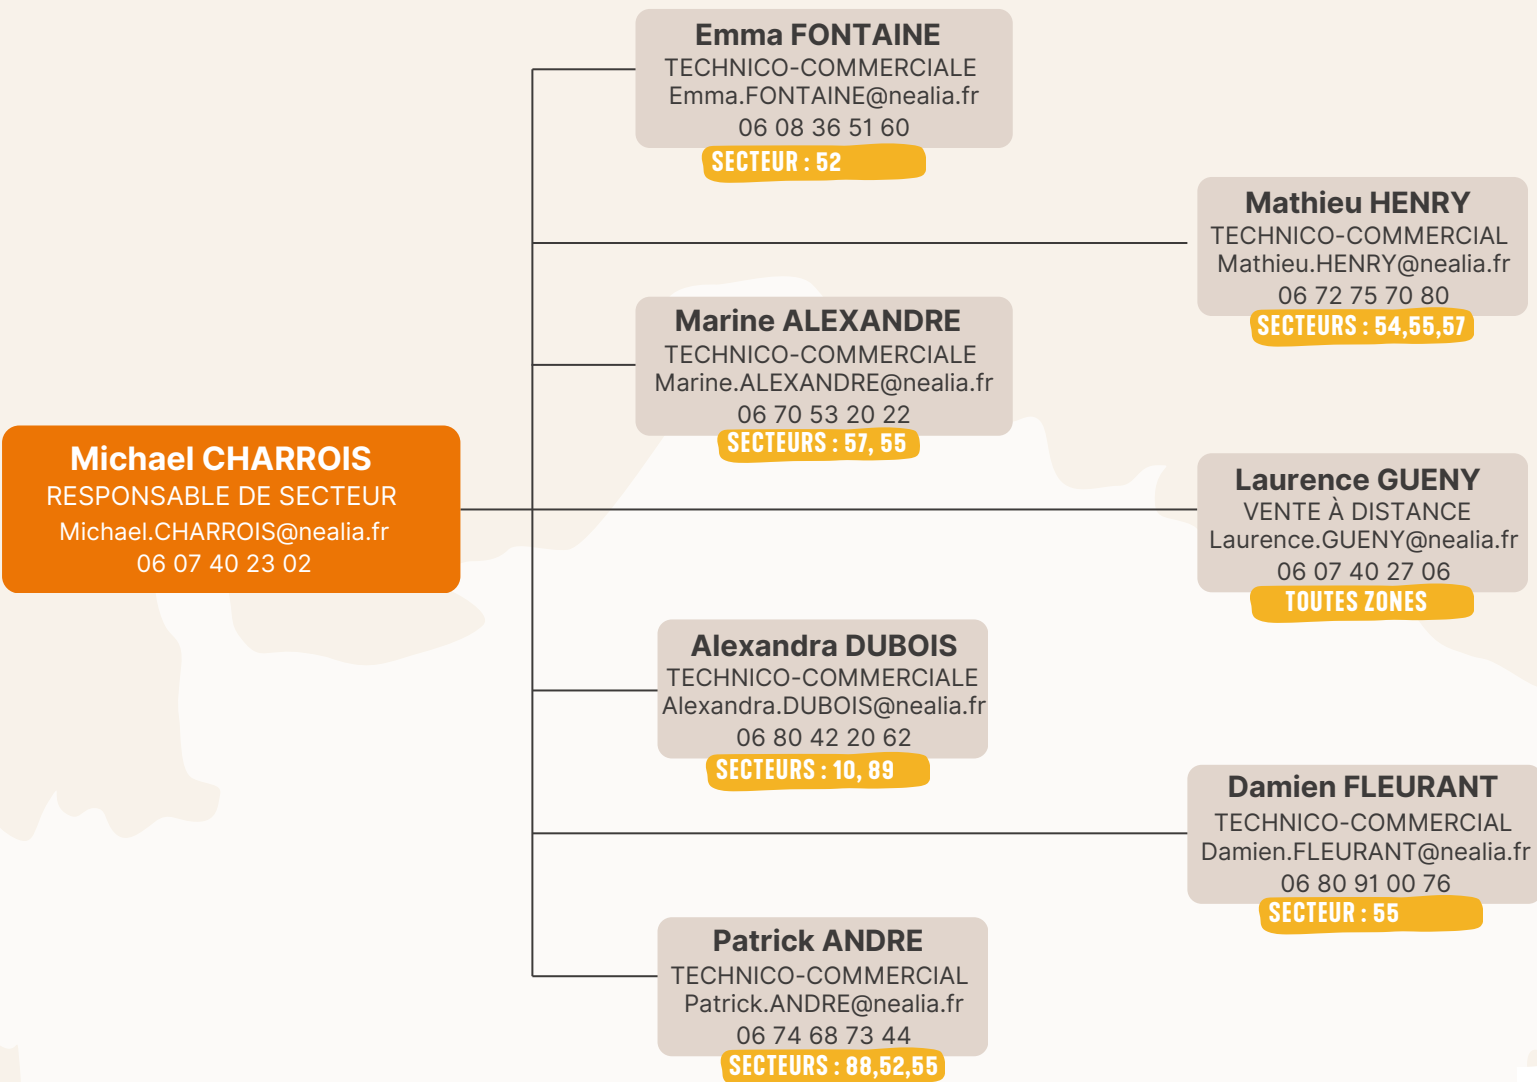 Emma FONTAINE
TECHNICO-COMMERCIALE
Emma.FONTAINE@nealia.fr
06 08 36 51 60
SECTEUR : 52
Mathieu HENRY
TECHNICO-COMMERCIAL
Mathieu.HENRY@nealia.fr
06 72 75 70 80
SECTEURS : 54,55,57
Marine ALEXANDRE
TECHNICO-COMMERCIALE
Marine.ALEXANDRE@nealia.fr
06 70 53 20 22
SECTEURS : 57, 55
Michael CHARROIS
RESPONSABLE DE SECTEUR
Michael.CHARROIS@nealia.fr
06 07 40 23 02
Laurence GUENY
VENTE À DISTANCE
Laurence.GUENY@nealia.fr
06 07 40 27 06
TOUTES ZONES
Alexandra DUBOIS
TECHNICO-COMMERCIALE
Alexandra.DUBOIS@nealia.fr
06 80 42 20 62
SECTEURS : 10, 89
Damien FLEURANT
TECHNICO-COMMERCIAL
Damien.FLEURANT@nealia.fr
06 80 91 00 76
SECTEUR : 55
Patrick ANDRE
TECHNICO-COMMERCIAL
Patrick.ANDRE@nealia.fr
06 74 68 73 44
SECTEURS : 88,52,55